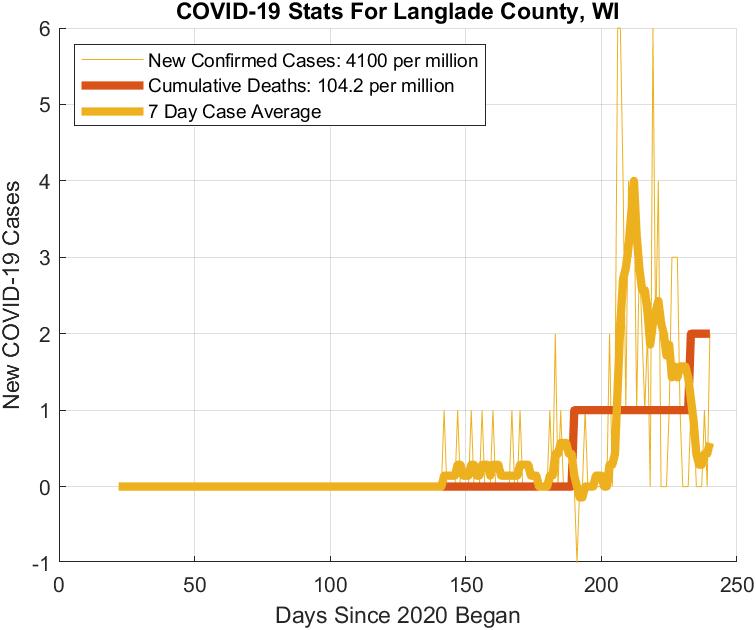 COVID-19 Stats For Langlade County, WI
New Confirmed Cases: 4100 per million
Cumulative Deaths: 104.2 per million
7 Day Case Average
New COVID-19 Cases
6
5
4
3
2
1
0
-1
0 50 100 150 200 250
Days Since 2020 Began